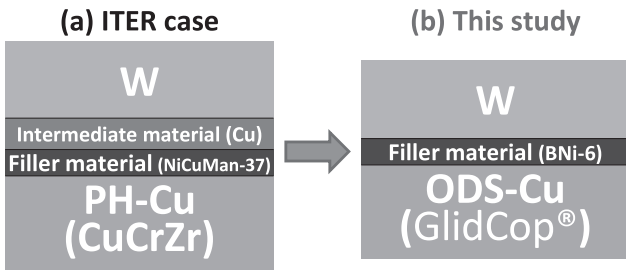 (a) ITER case
W
Intermediate material (Cu)
Filler material (NiCuMan-37)
PH-Cu
(CuCrZr)
(b) This study
W
Filler material (BNi-6)
ODS-Cu
(GlidCop®)